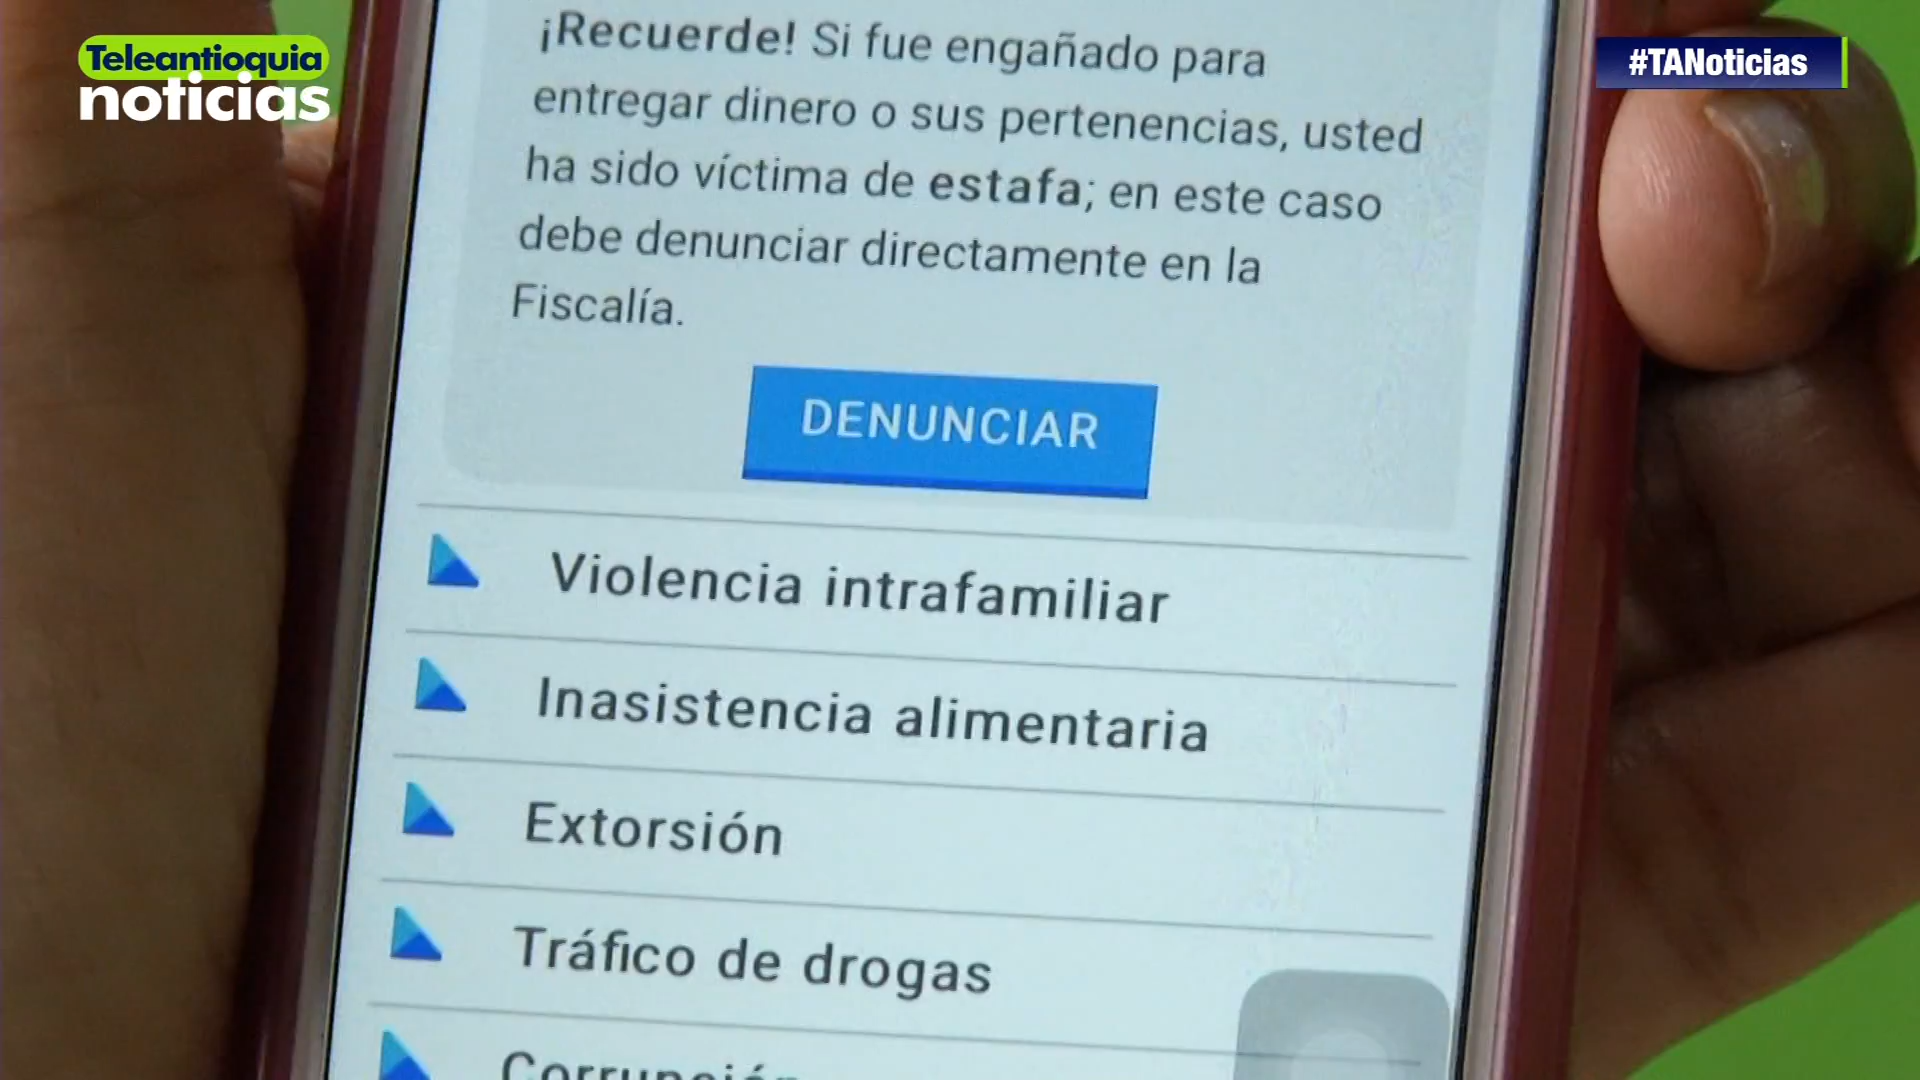 Teleantioquia
noticias
#TANoticias
¡Recuerde! Si fue engañado para
entregar dinero o sus pertenencias, usted
ha sido víctima de estafa; en este caso
debe denunciar directamente en la
Fiscalía.
DENUNCIAR
Violencia intrafamiliar
Inasistencia alimentaria
Extorsión
Tráfico de drogas
Corrupción